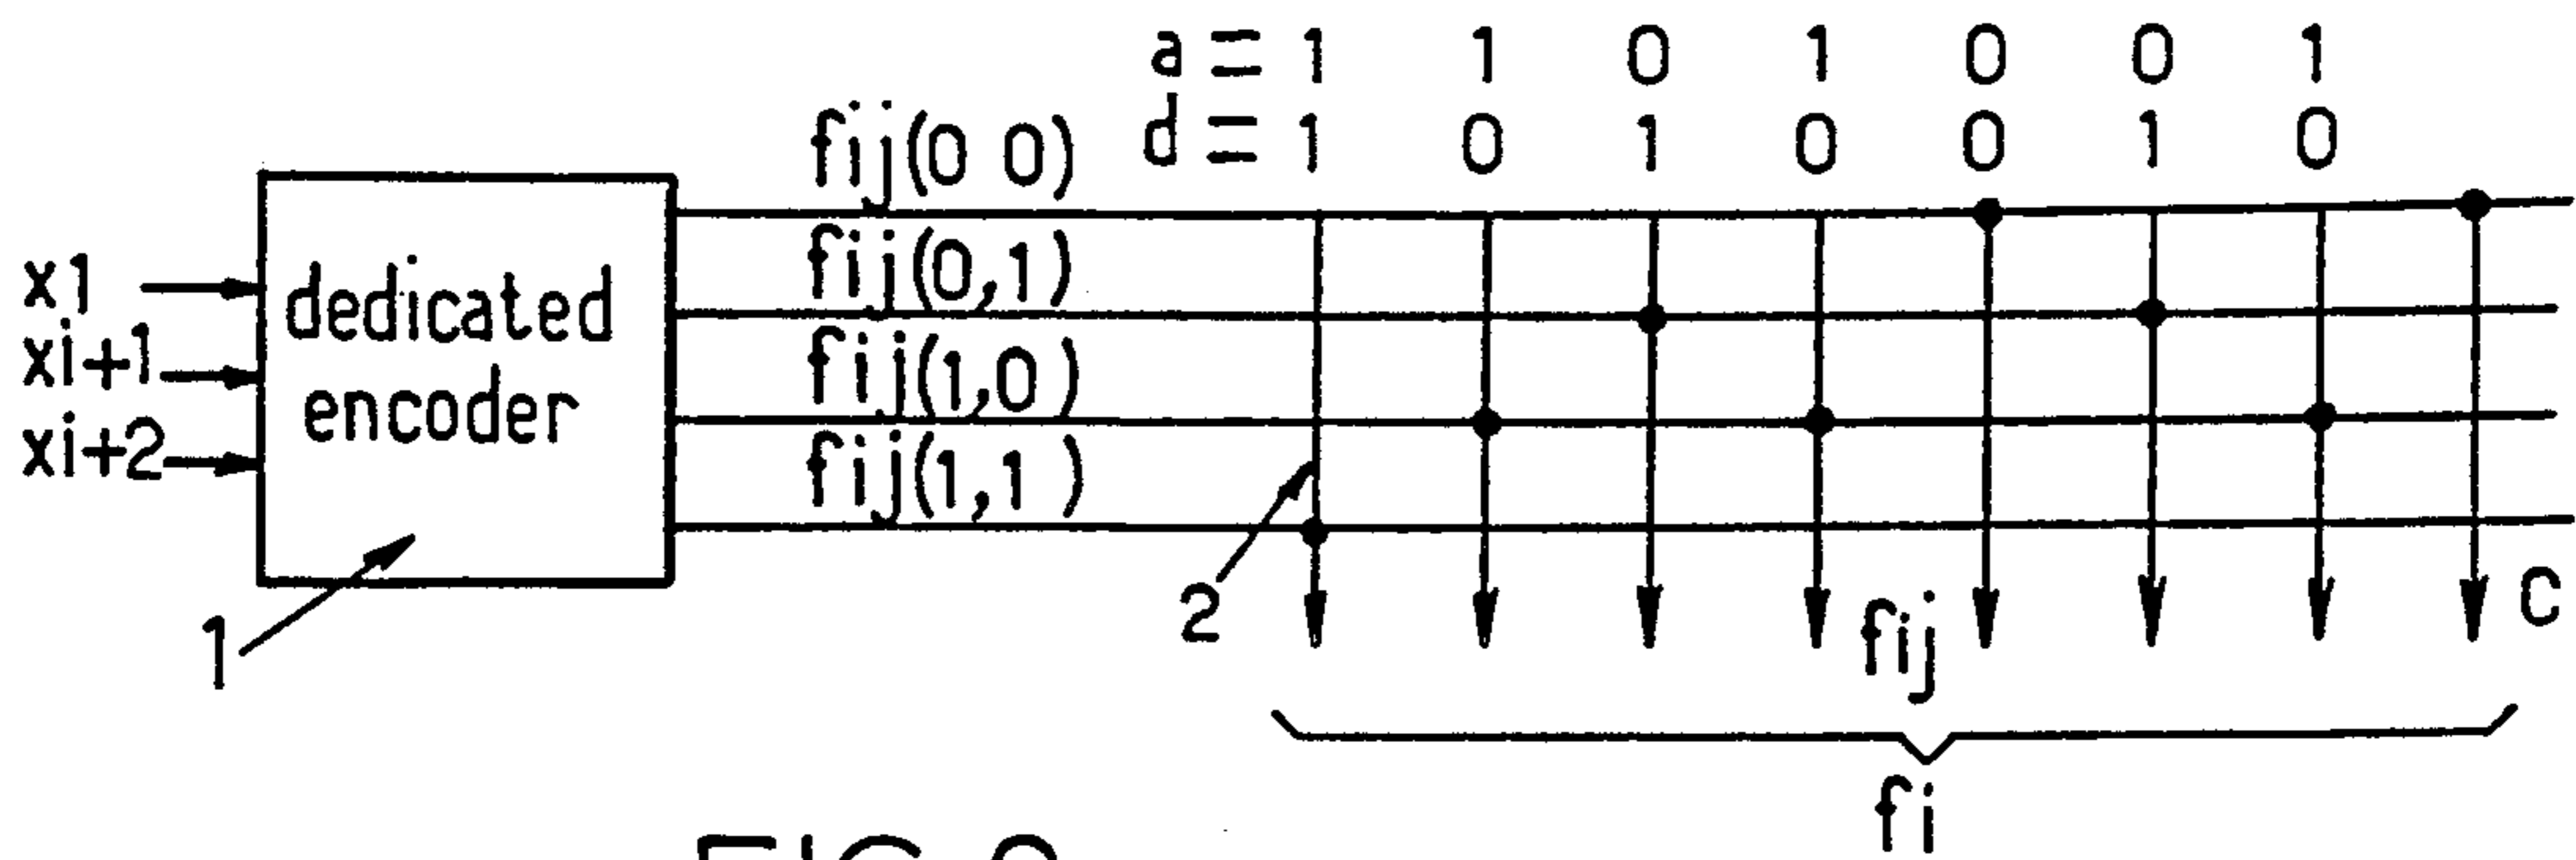 a = 1 1 0 1 0 0 1
d = 1 0 1 0 0 1 0
fij(0 0)
fij(0,1)
fij(1,0)
fij(1,1)
x1
xi+1
xi+2
dedicated
encoder
1
2
fij
C
fi